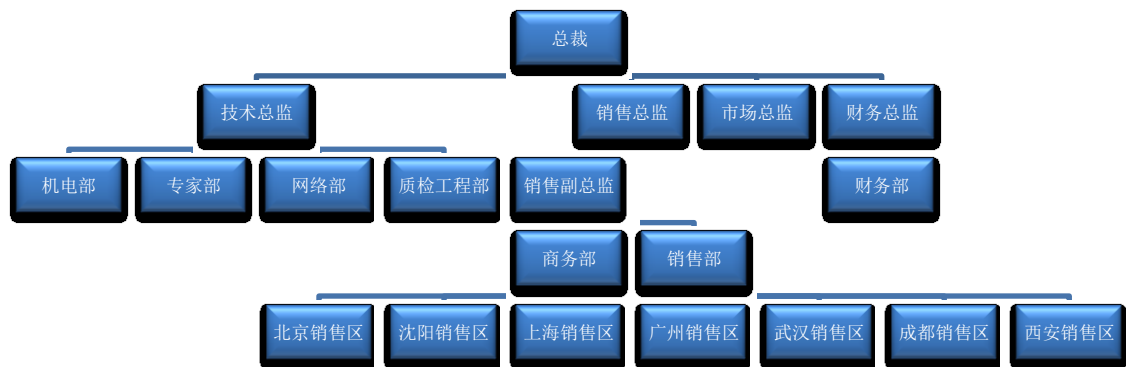 总裁
技术总监
销售总监
市场总监
财务总监
机电部
专家部
网络部
质检工程部
销售副总监
财务部
商务部
销售部
北京销售区
沈阳销售区
上海销售区
广州销售区
武汉销售区
成都销售区
西安销售区